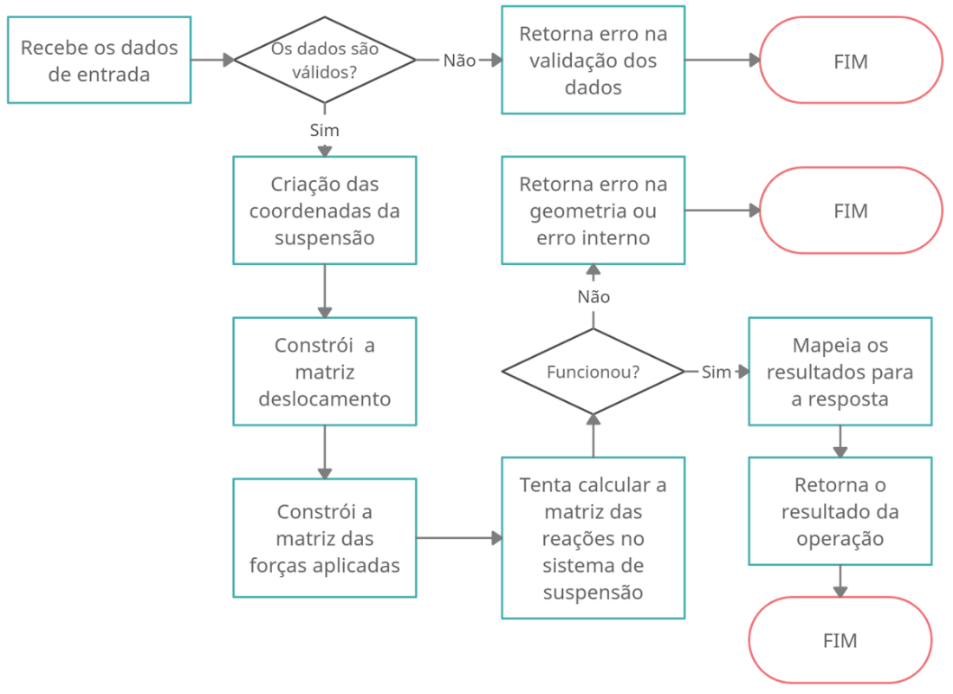 Recebe os dados
de entrada
Os dados são
válidos?
Não
Retorna erro na
validação dos
dados
FIM
Sim
Criação das
coordenadas da
suspensão
Retorna erro na
geometria ou
erro interno
FIM
Não
Constrói a
matriz
deslocamento
Funcionou?
Sim
Mapeia os
resultados para
a resposta
Constrói a
matriz das
forças aplicadas
Tenta calcular a
matriz das
reações no
sistema de
suspensão
Retorna o
resultado da
operação
FIM